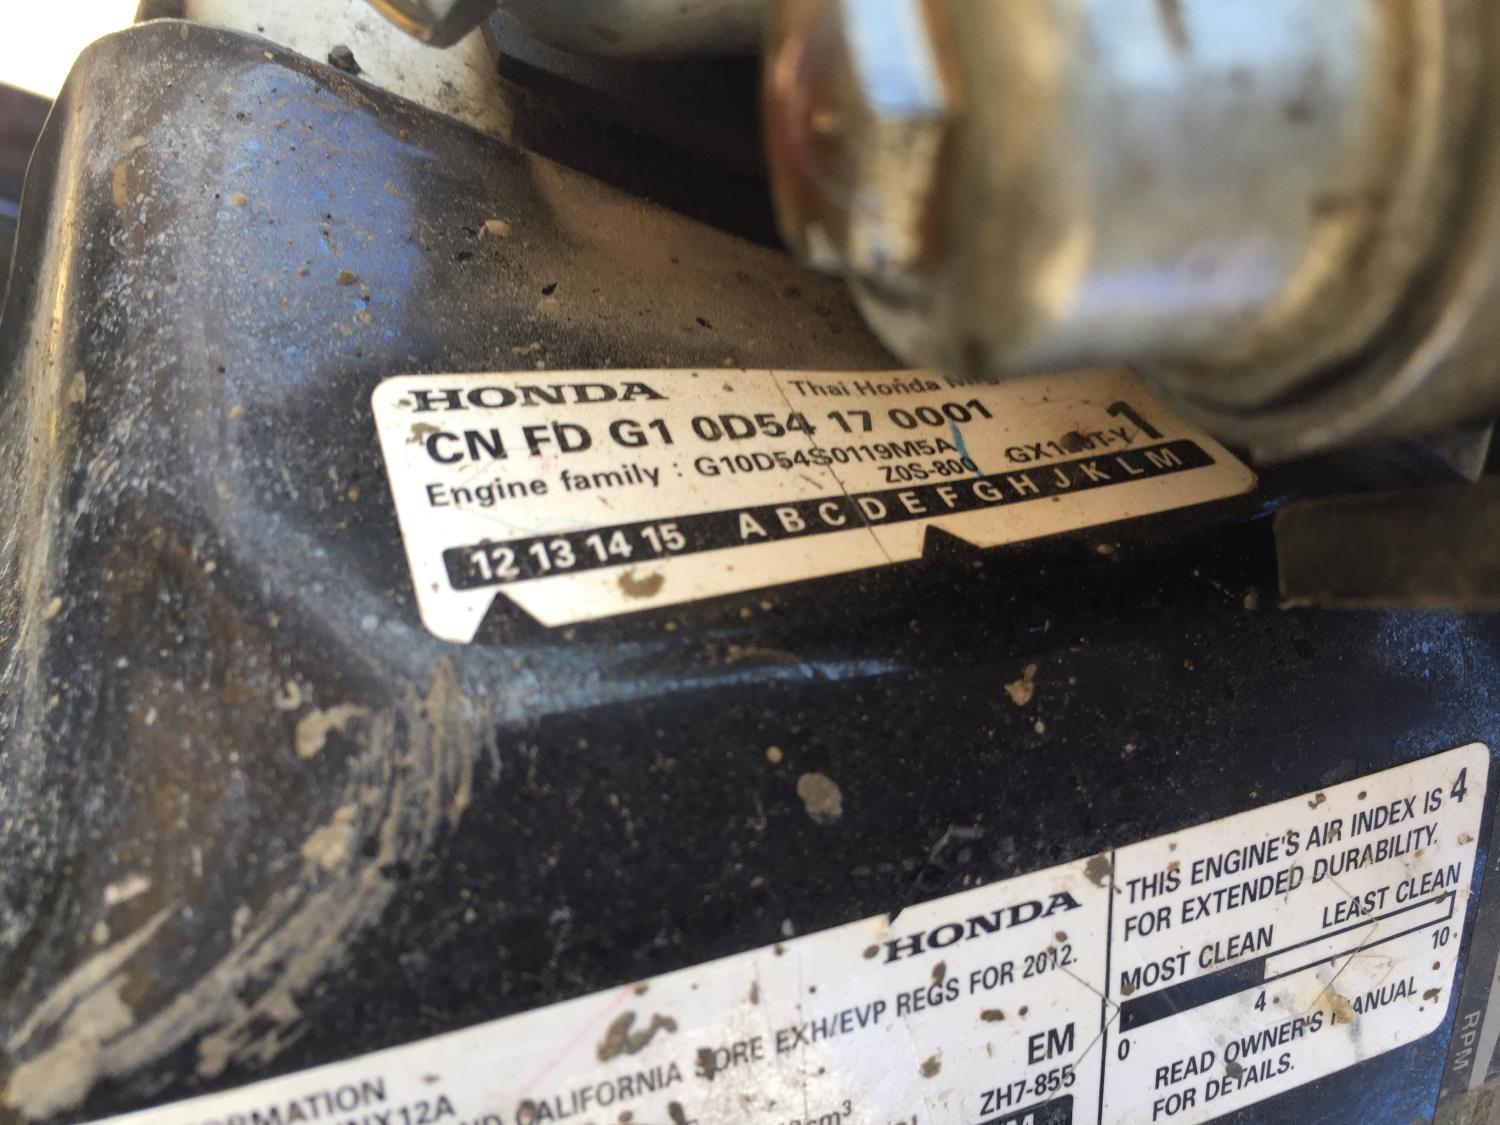 HONDA Thai Honda
CN FD G1 0D54 17 0001 1
Engine family : G10D54S0119M5A
Z0S-800
12 13 14 15 A B C D E F G H J K L M
THIS ENGINE'S AIR INDEX IS 4
FOR EXTENDED DURABILITY.
MOST CLEAN LEAST CLEAN
0 4 10
READ OWNER'S MANUAL
FOR DETAILS.
HONDA
EXH/EVP REGS FOR 2012.
CALIFORNIA
EM
ZH7-855
RPM